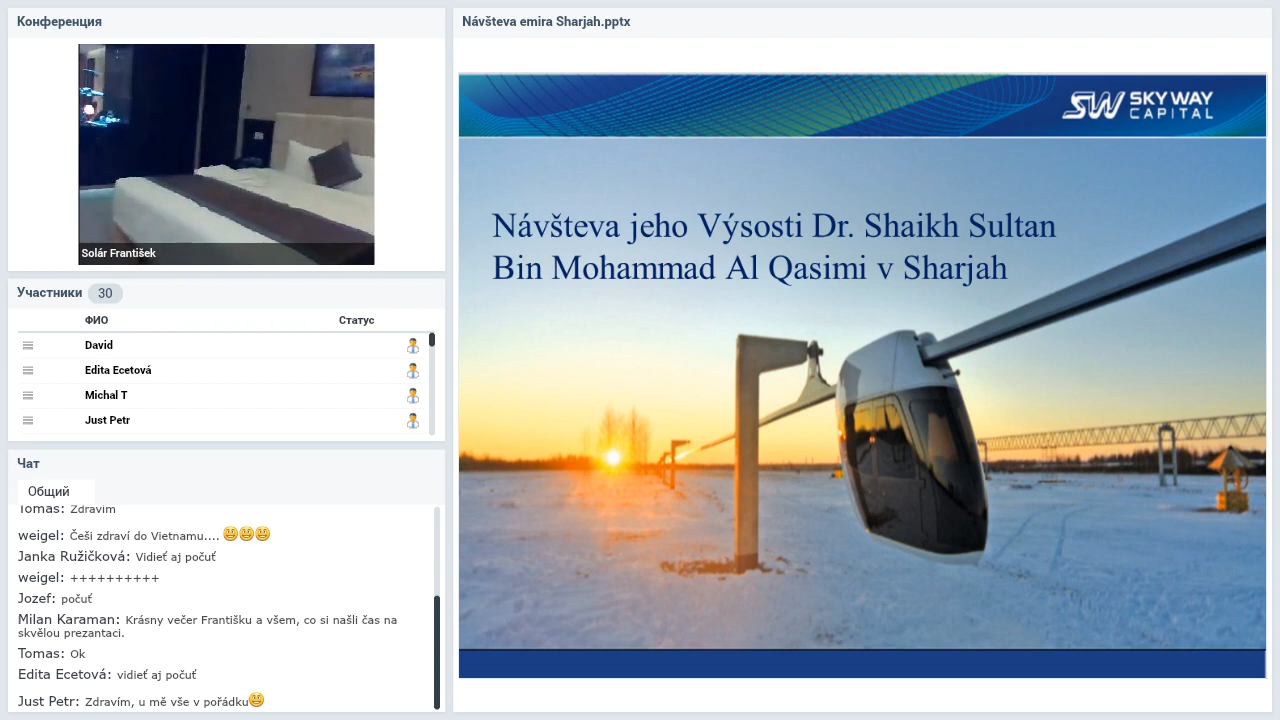 Конференция
Solár František
Участники 30
ФИО Статус
David
Edita Ecetová
Michal T
Just Petr
Чат
Общий
Tomas: Zdravim
weigel: Češi zdraví do Vietnamu....
Janka Ružičková: Vidieť aj počuť
weigel: ++++++++++
Jozef: počuť
Milan Karaman: Krásny večer Františku a všem, co si našli čas na
skvělou prezantaci.
Tomas: Ok
Edita Ecetová: vidieť aj počuť
Just Petr: Zdravím, u mě vše v pořádku
Návšteva emira Sharjah.pptx
SW SKY WAY
CAPITAL
Návšteva jeho Výsosti Dr. Shaikh Sultan
Bin Mohammad Al Qasimi v Sharjah